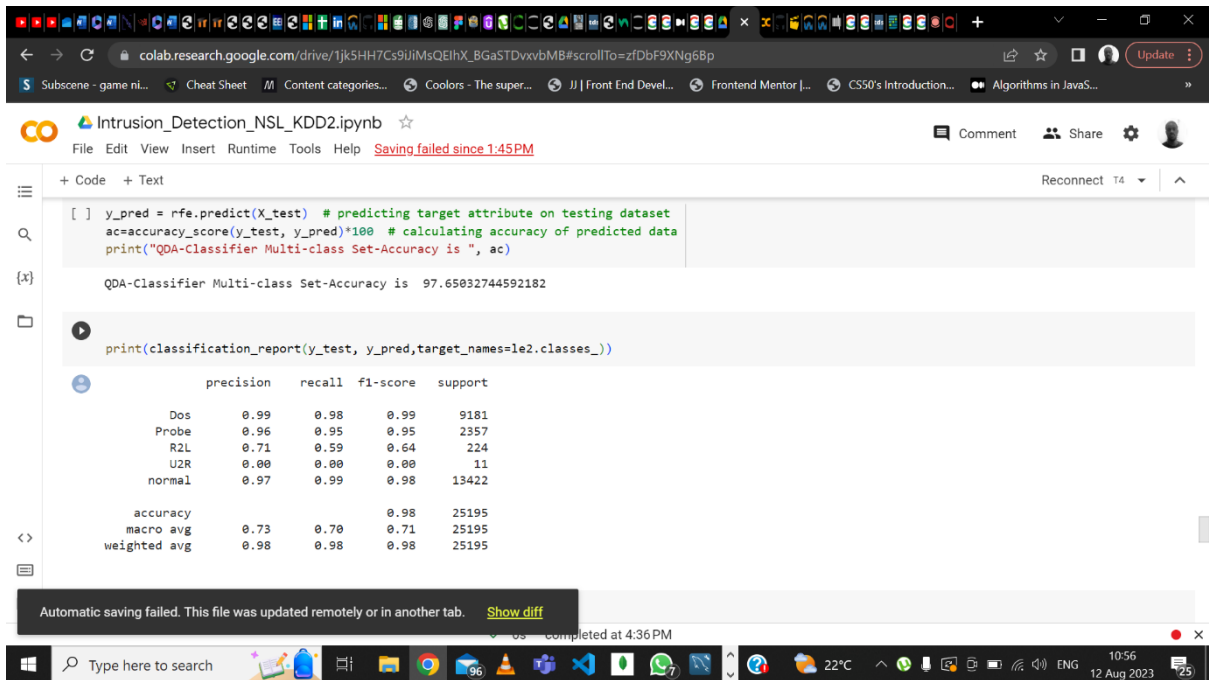 colab.research.google.com/drive/1jk5HH7Cs9iJiMsQEIhX_BGaSTDvxvbMB#scrollTo=zfDbF9XNg6Bp
Update
Subscene - game ni... Cheat Sheet Content categories... Coolors - The super... JJ | Front End Devel... Frontend Mentor |... CS50's Introduction... Algorithms in JavaS... »
Intrusion_Detection_NSL_KDD2.ipynb
Comment Share
File Edit View Insert Runtime Tools Help Saving failed since 1:45 PM
+ Code + Text
Reconnect T4
[ ] y_pred = rfe.predict(X_test) # predicting target attribute on testing dataset
ac=accuracy_score(y_test, y_pred)*100 # calculating accuracy of predicted data
print("QDA-Classifier Multi-class Set-Accuracy is ", ac)
{x}
QDA-Classifier Multi-class Set-Accuracy is 97.65032744592182
print(classification_report(y_test, y_pred,target_names=le2.classes_))
precision recall f1-score support
Dos 0.99 0.98 0.99 9181
Probe 0.96 0.95 0.95 2357
R2L 0.71 0.59 0.64 224
U2R 0.00 0.00 0.00 11
normal 0.97 0.99 0.98 13422
accuracy 0.98 25195
macro avg 0.73 0.70 0.71 25195
weighted avg 0.98 0.98 0.98 25195
Automatic saving failed. This file was updated remotely or in another tab. Show diff
completed at 4:36 PM
Type here to search
96
7
22°C
ENG
10:56
12 Aug 2023
25